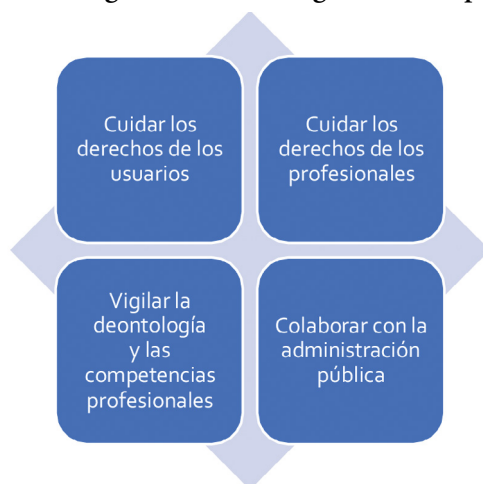 Cuidar los
derechos de los
usuarios
Cuidar los
derechos de los
profesionales
Vigilar la
deontología
y las
competencias
profesionales
Colaborar con la
administración
pública